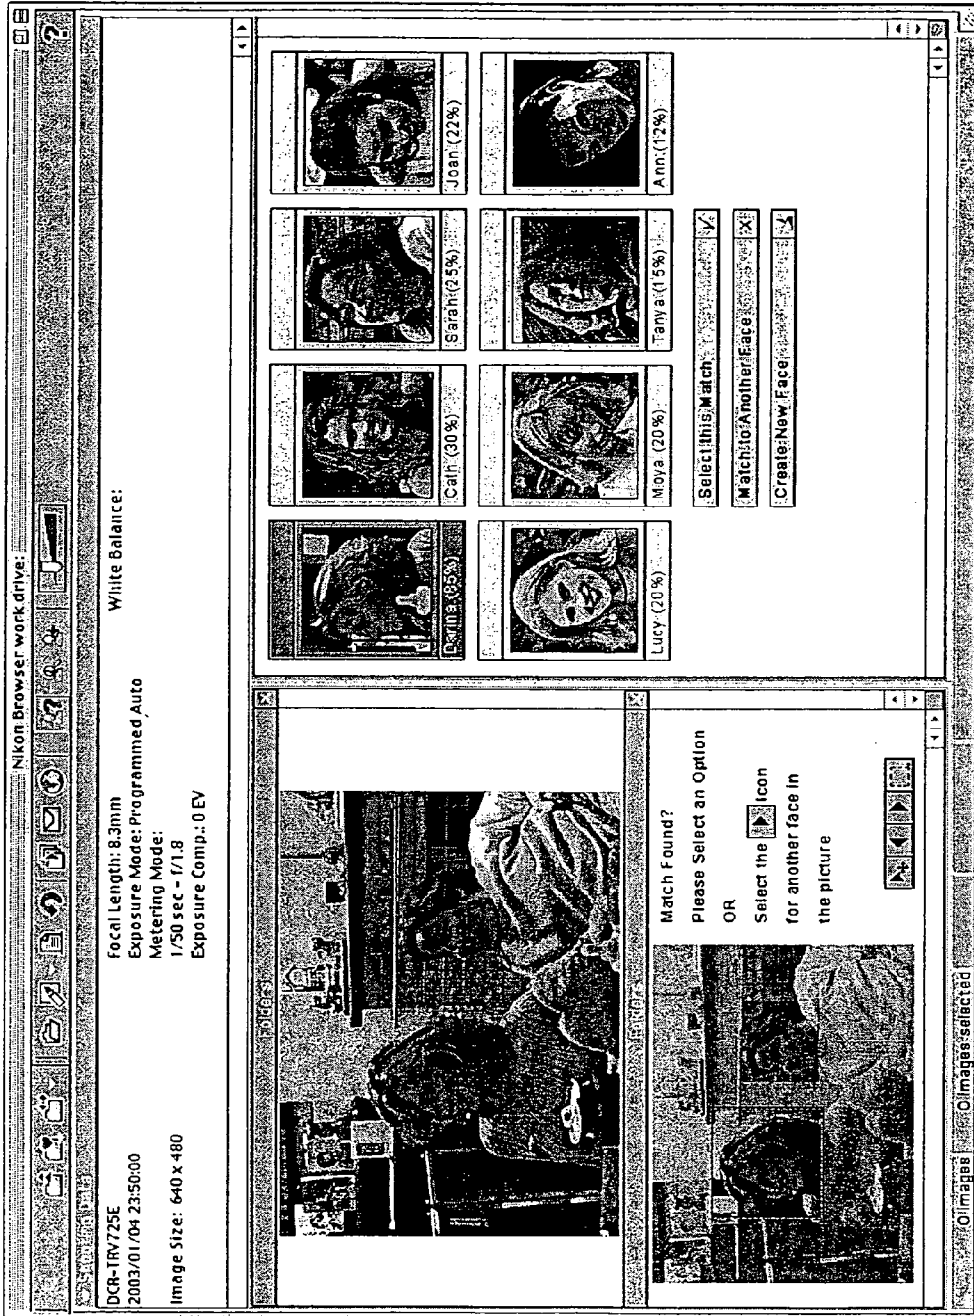 Nikon Browser work drive:
?
DCR-TRV725E
2003/01/04 23:50:00
Image Size: 640 x 480
Focal Length: 8.3mm
Exposure Mode: Programmed Auto
Metering Mode:
1/50 sec - f/1.8
Exposure Comp.: 0 EV
White Balance:
Folders
(35%)
Cath (30%)
Sarah (25%)
Joan (22%)
Lucy (20%)
Moya (20%)
Tanya (15%)
Ann (12%)
Select this Match
Match to Another Face
Create New Face
Match Found?
Please Select an Option
OR
Select the Icon
for another face in
the picture
0 Images
0 Images selected